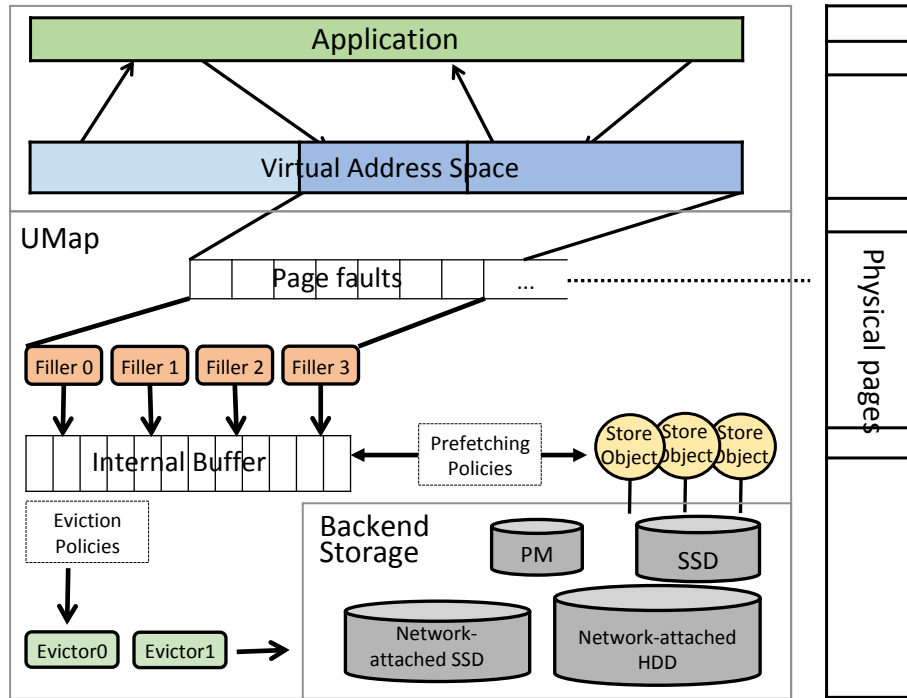 Application
Virtual Address Space
UMap
Page faults
...
Physical pages
Filler 0
Filler 1
Filler 2
Filler 3
Internal Buffer
Prefetching
Policies
Store
Object
Store
Object
Store
Object
Eviction
Policies
Backend
Storage
PM
SSD
Evictor0
Evictor1
Network-
attached SSD
Network-attached
HDD